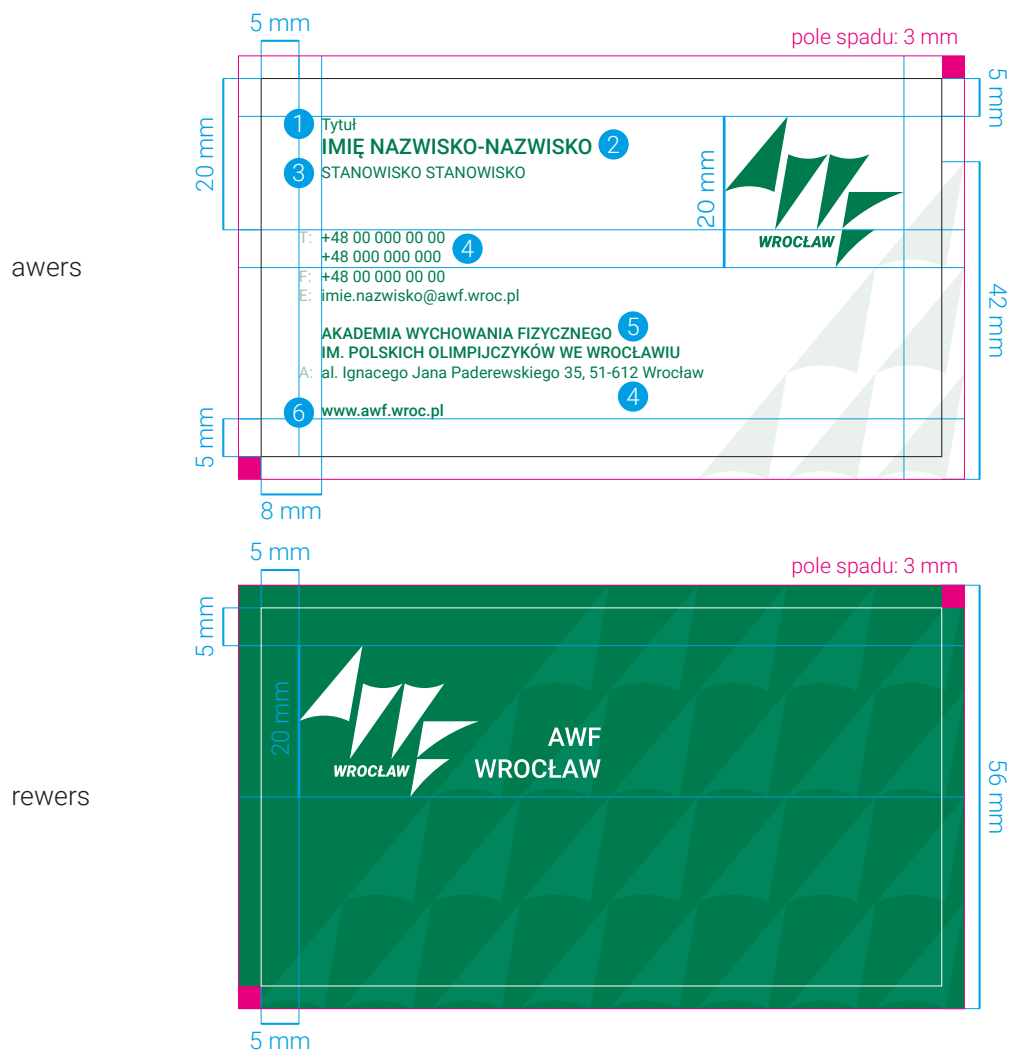 5 mm
pole spadu: 3 mm
5 mm
20 mm
1 Tytuł
IMIĘ NAZWISKO-NAZWISKO 2
3 STANOWISKO STANOWISKO
20 mm
WROCŁAW
awers
T: +48 00 000 00 00
+48 000 000 000 4
F: +48 00 000 00 00
E: imie.nazwisko@awf.wroc.pl
42 mm
AKADEMIA WYCHOWANIA FIZYCZNEGO 5
IM. POLSKICH OLIMPIJCZYKÓW WE WROCŁAWIU
A: al. Ignacego Jana Paderewskiego 35, 51-612 Wrocław
4
6 www.awf.wroc.pl
5 mm
8 mm
5 mm
pole spadu: 3 mm
5 mm
20 mm
WROCŁAW
AWF
WROCŁAW
rewers
56 mm
5 mm